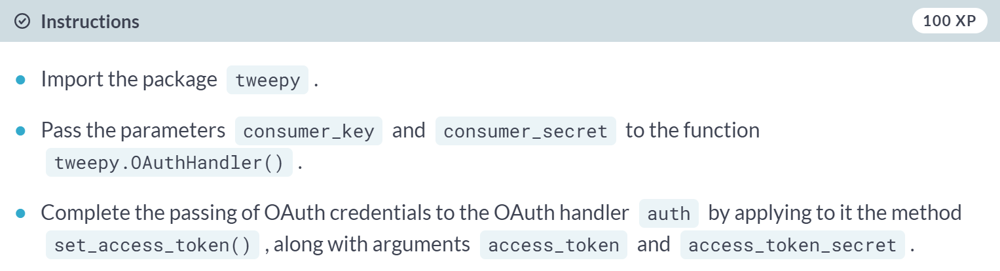 Instructions 100 XP
Import the package tweepy .
Pass the parameters consumer_key and consumer_secret to the function
tweepy.OAuthHandler() .
Complete the passing of OAuth credentials to the OAuth handler auth by applying to it the method
set_access_token() , along with arguments access_token and access_token_secret .